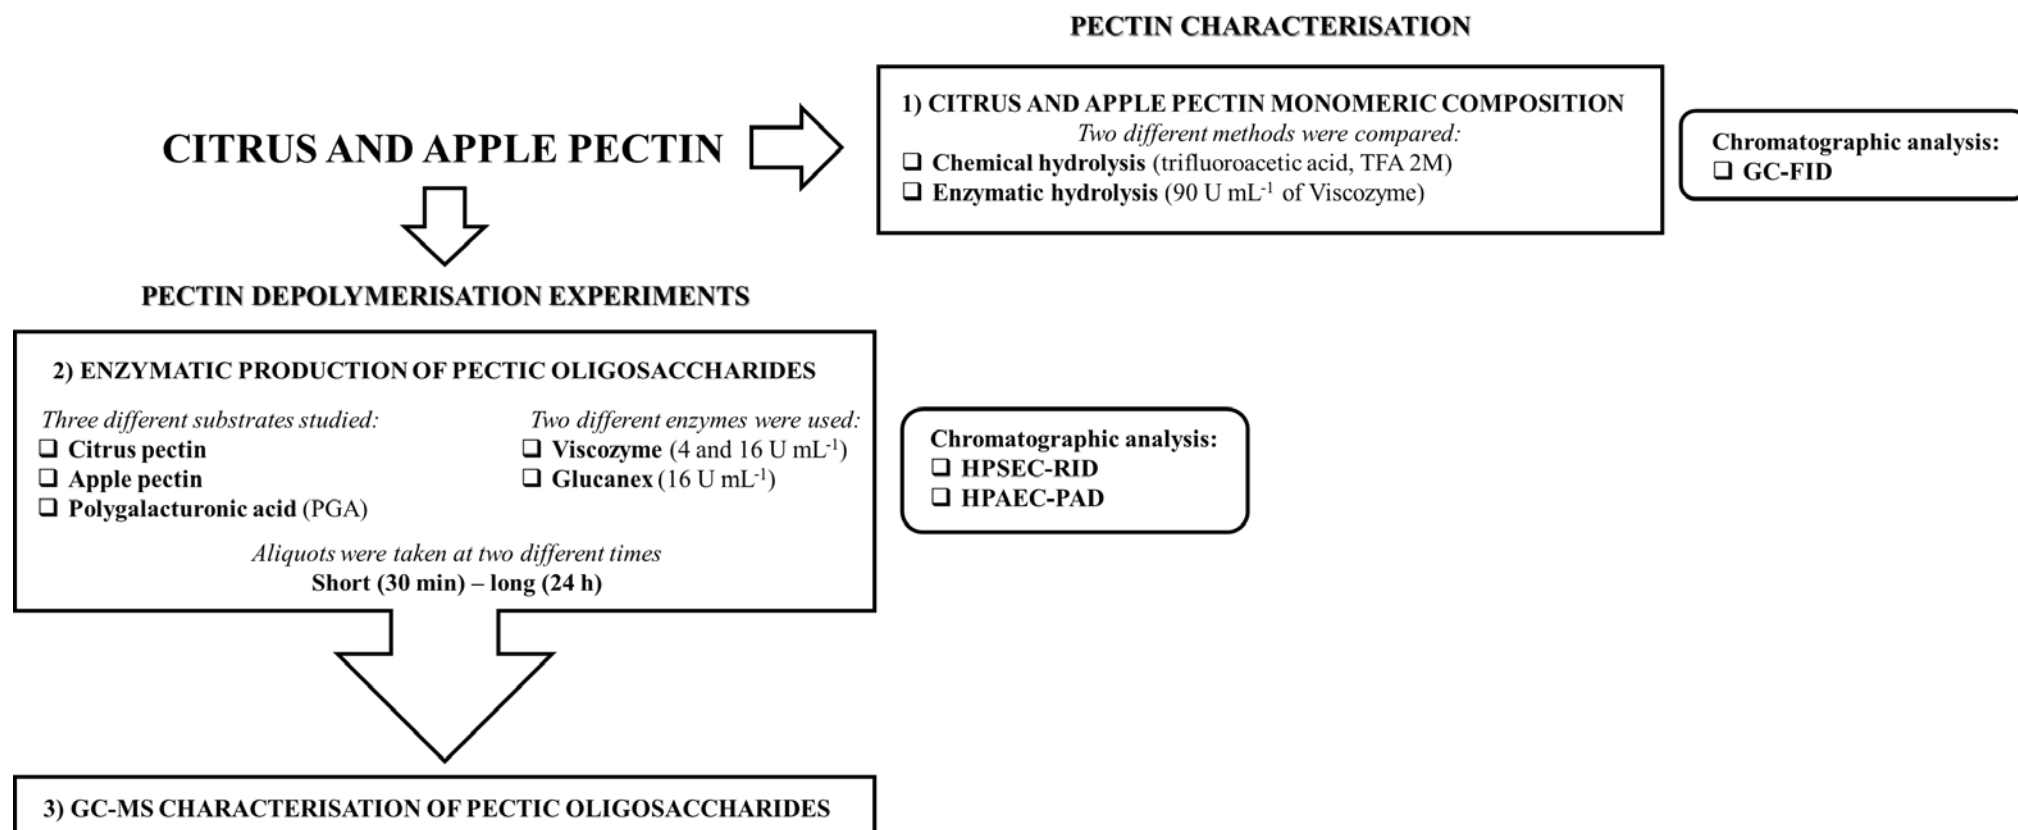 PECTIN CHARACTERISATION
1) CITRUS AND APPLE PECTIN MONOMERIC COMPOSITION
Two different methods were compared:
❑ Chemical hydrolysis (trifluoroacetic acid, TFA 2M)
❑ Enzymatic hydrolysis (90 U mL⁻¹ of Viscozyme)
Chromatographic analysis:
❑ GC-FID
CITRUS AND APPLE PECTIN
PECTIN DEPOLYMERISATION EXPERIMENTS
2) ENZYMATIC PRODUCTION OF PECTIC OLIGOSACCHARIDES
Three different substrates studied:
❑ Citrus pectin
❑ Apple pectin
❑ Polygalacturonic acid (PGA)
Two different enzymes were used:
❑ Viscozyme (4 and 16 U mL⁻¹)
❑ Glucanex (16 U mL⁻¹)
Aliquots were taken at two different times
Short (30 min) – long (24 h)
Chromatographic analysis:
❑ HPSEC-RID
❑ HPAEC-PAD
3) GC-MS CHARACTERISATION OF PECTIC OLIGOSACCHARIDES